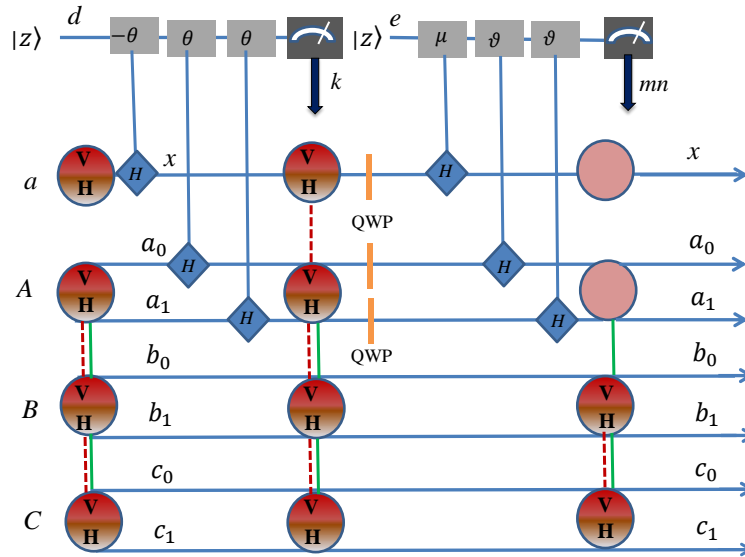 d e
|z⟩ −θ θ θ |z⟩ μ ϑ ϑ
k mn
V V
a H H x H H x
QWP
a₀ H H a₀
A V V
H a₁ H H H a₁
QWP
b₀ b₀
B V V V
H b₁ H H b₁
c₀ c₀
C V V V
H c₁ H H c₁